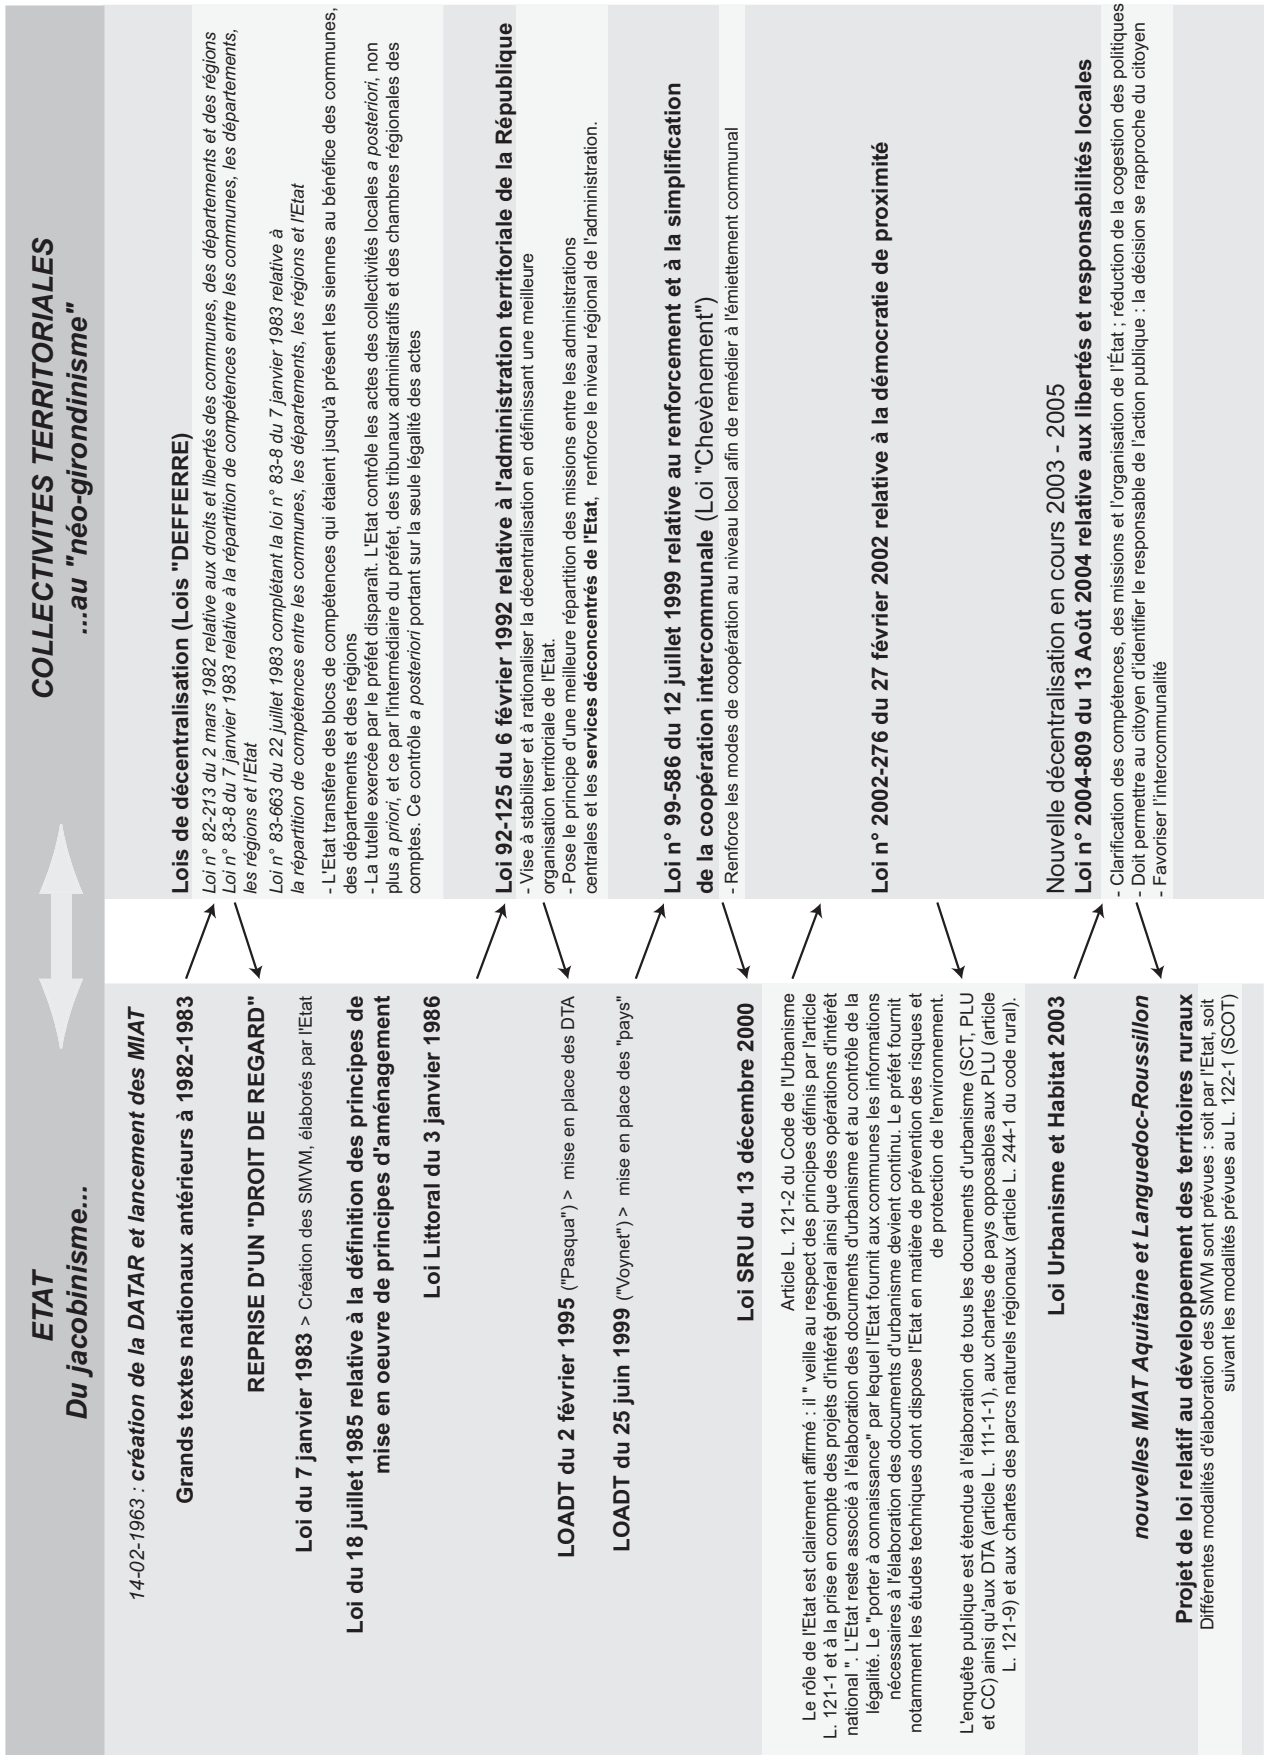 ETAT
Du jacobinisme...
14-02-1963 : création de la DATAR et lancement des MIAT
Grands textes nationaux antérieurs à 1982-1983
REPRISE D'UN "DROIT DE REGARD"
Loi du 7 janvier 1983 > Création des SMVM, élaborés par l'Etat
Loi du 18 juillet 1985 relative à la définition des principes de
mise en oeuvre de principes d'aménagement
Loi Littoral du 3 janvier 1986
LOADT du 2 février 1995 ("Pasqua") > mise en place des DTA
LOADT du 25 juin 1999 ("Voynet") > mise en place des "pays"
Loi SRU du 13 décembre 2000
Article L. 121-2 du Code de l'Urbanisme
Le rôle de l'Etat est clairement affirmé : il " veille au respect des principes définis par l'article
L. 121-1 et à la prise en compte des projets d'intérêt général ainsi que des opérations d'intérêt
national ". L'Etat reste associé à l'élaboration des documents d'urbanisme et au contrôle de la
légalité. Le "porter à connaissance" par lequel l'Etat fournit aux communes les informations
nécessaires à l'élaboration des documents d'urbanisme devient continu. Le préfet fournit
notamment les études techniques dont dispose l'Etat en matière de prévention des risques et
de protection de l'environnement.
L'enquête publique est étendue à l'élaboration de tous les documents d'urbanisme (SCT, PLU
et CC) ainsi qu'aux DTA (article L. 111-1-1), aux chartes de pays opposables aux PLU (article
L. 121-9) et aux chartes des parcs naturels régionaux (article L. 244-1 du code rural).
Loi Urbanisme et Habitat 2003
nouvelles MIAT Aquitaine et Languedoc-Roussillon
Projet de loi relatif au développement des territoires ruraux
Différentes modalités d'élaboration des SMVM sont prévues : soit par l'Etat, soit
suivant les modalités prévues au L. 122-1 (SCOT)
COLLECTIVITES TERRITORIALES
...au "néo-girondinisme"
Lois de décentralisation (Lois "DEFFERRE)
Loi n° 82-213 du 2 mars 1982 relative aux droits et libertés des communes, des départements et des régions
Loi n° 83-8 du 7 janvier 1983 relative à la répartition de compétences entre les communes, les départements,
les régions et l'Etat
Loi n° 83-663 du 22 juillet 1983 complétant la loi n° 83-8 du 7 janvier 1983 relative à
la répartition de compétences entre les communes, les départements, les régions et l'Etat
- L'Etat transfère des blocs de compétences qui étaient jusqu'à présent les siennes au bénéfice des communes,
des départements et des régions
- La tutelle exercée par le préfet disparaît. L'Etat contrôle les actes des collectivités locales a posteriori, non
plus a priori, et ce par l'intermédiaire du préfet, des tribunaux administratifs et des chambres régionales des
comptes. Ce contrôle a posteriori portant sur la seule légalité des actes
Loi 92-125 du 6 février 1992 relative à l'administration territoriale de la République
- Vise à stabiliser et à rationaliser la décentralisation en définissant une meilleure
organisation territoriale de l'Etat.
- Pose le principe d'une meilleure répartition des missions entre les administrations
centrales et les services déconcentrés de l'Etat, renforce le niveau régional de l'administration.
Loi n° 99-586 du 12 juillet 1999 relative au renforcement et à la simplification
de la coopération intercommunale (Loi "Chevènement")
- Renforce les modes de coopération au niveau local afin de remédier à l'émiettement communal
Loi n° 2002-276 du 27 février 2002 relative à la démocratie de proximité
Nouvelle décentralisation en cours 2003 - 2005
Loi n° 2004-809 du 13 Août 2004 relative aux libertés et responsabilités locales
- Clarification des compétences, des missions et l'organisation de l'État ; réduction de la cogestion des politiques
- Doit permettre au citoyen d'identifier le responsable de l'action publique : la décision se rapproche du citoyen
- Favoriser l'intercommunalité